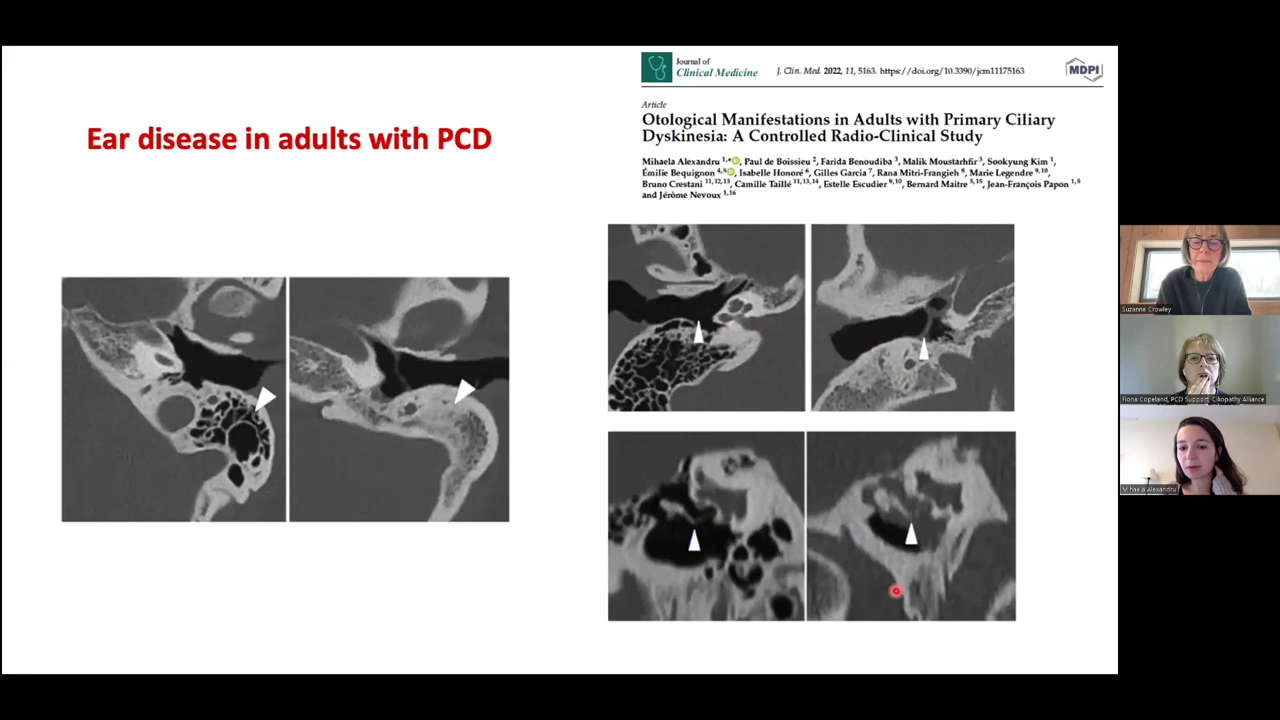 Ear disease in adults with PCD
Journal of
Clinical Medicine
J. Clin. Med. 2022, 11, 5163. https://doi.org/10.3390/jcm11175163
MDPI
Article
Otological Manifestations in Adults with Primary Ciliary
Dyskinesia: A Controlled Radio-Clinical Study
Mihaela Alexandru 1,*, Paul de Boissieu 2, Farida Benoudiba 3, Malik Moustarhfir 3, Sookyung Kim 1,
Émilie Bequignon 4,5, Isabelle Honoré 6, Gilles Garcia 7, Rana Mitri-Frangieh 8, Marie Legendre 9,10,
Bruno Crestani 11,12,13, Camille Taillé 11,13,14, Estelle Escudier 9,10, Bernard Maitre 5,15, Jean-François Papon 1,5
and Jérôme Nevoux 1,16
Suzanne Crowley
Fiona Copeland, PCD Support, Ciliopathy Alliance
Mihaela Alexandru